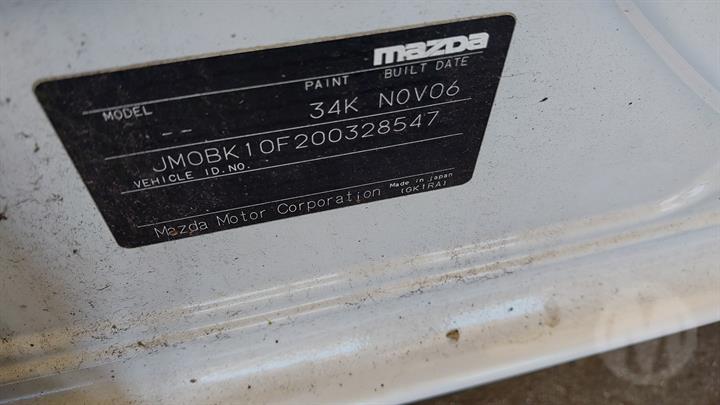 mazda
MODEL PAINT BUILT DATE
-- 34K NOV06
JM0BK10F200328547
VEHICLE ID.NO.
Mazda Motor Corporation Made in Japan
(GK1RA)